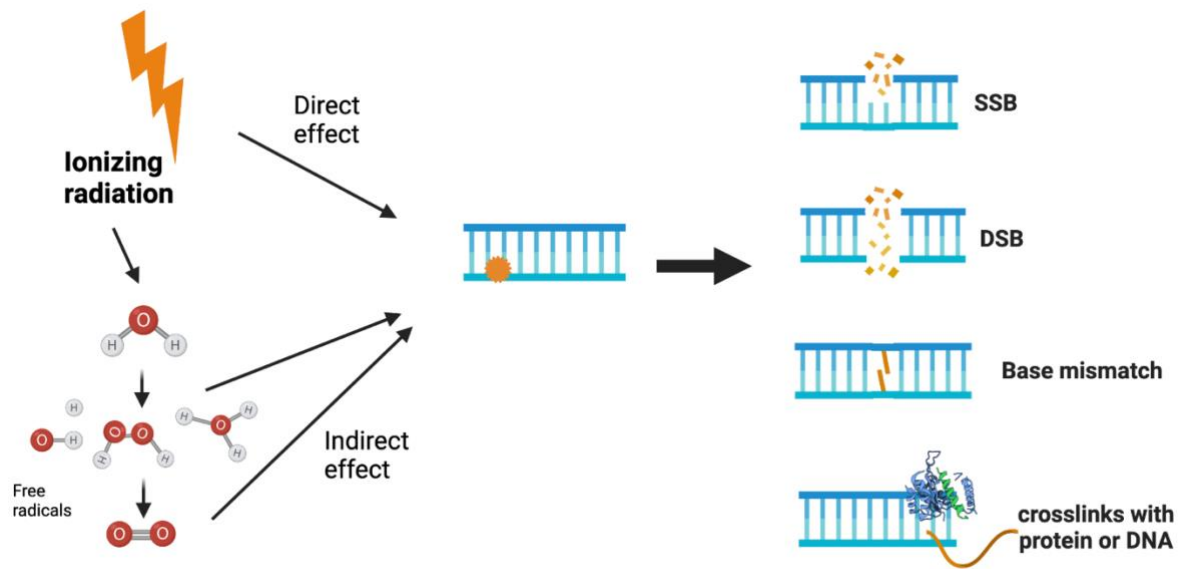 Ionizing
radiation
Direct
effect
H
O
H
H
O
H
O
O
H
H
H
O
H
H
Free
radicals
O
O
Indirect
effect
SSB
DSB
Base mismatch
crosslinks with
protein or DNA